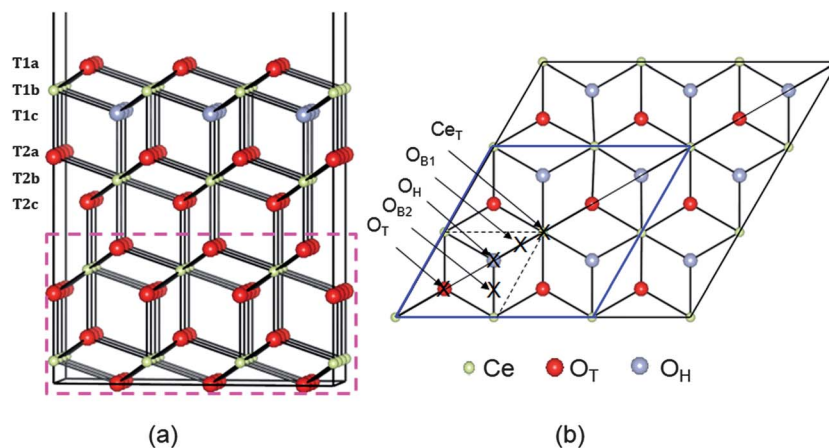 T1a
T1b
T1c
T2a
T2b
T2c
CeT
OB1
OH
OB2
OT
Ce
OT
OH
(a)
(b)